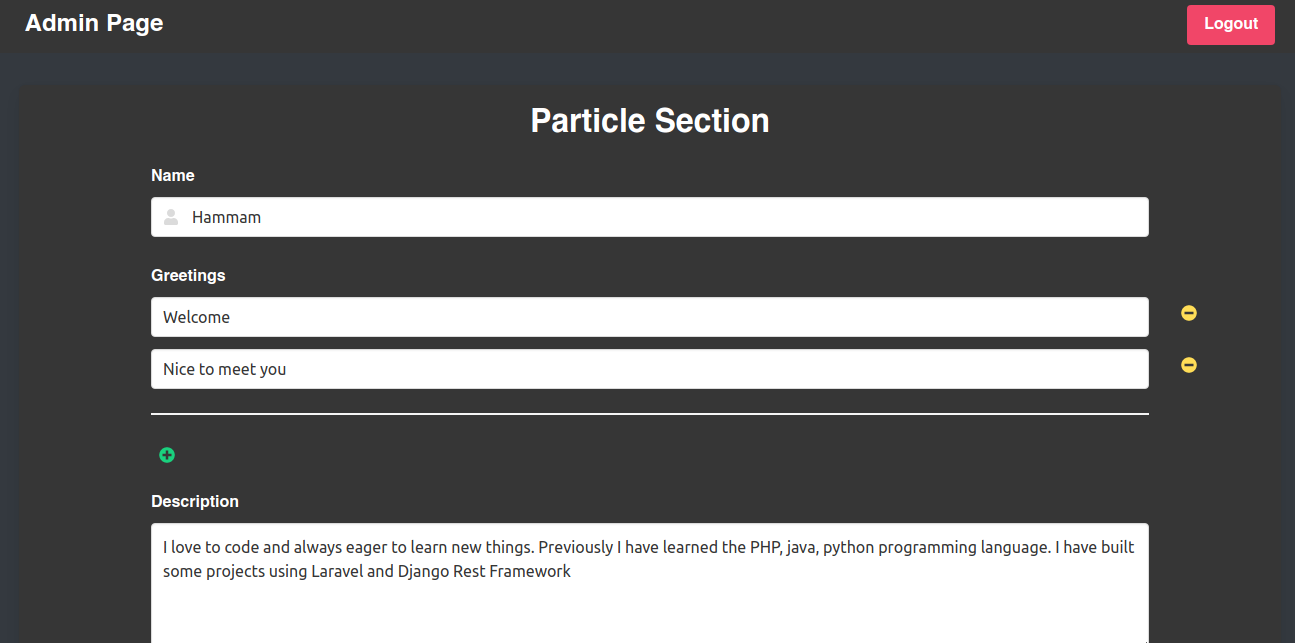 Admin Page
Logout
Particle Section
Name
Hammam
Greetings
Welcome
Nice to meet you
Description
I love to code and always eager to learn new things. Previously I have learned the PHP, java, python programming language. I have built
some projects using Laravel and Django Rest Framework